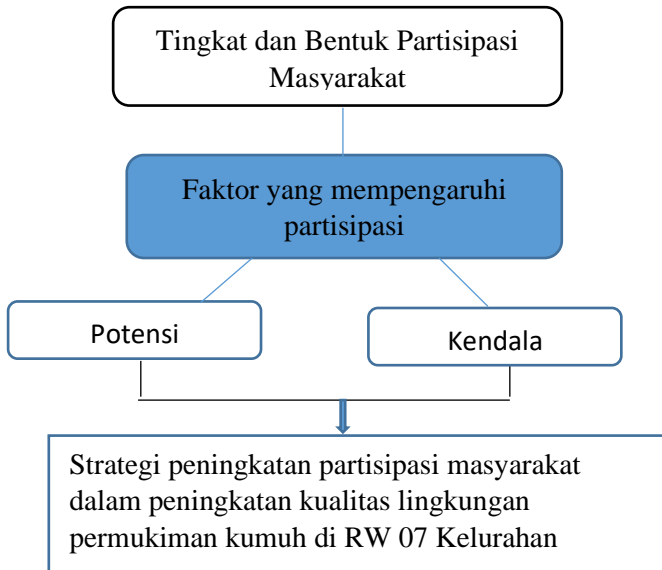 Tingkat dan Bentuk Partisipasi
Masyarakat
Faktor yang mempengaruhi
partisipasi
Potensi
Kendala
Strategi peningkatan partisipasi masyarakat
dalam peningkatan kualitas lingkungan
permukiman kumuh di RW 07 Kelurahan